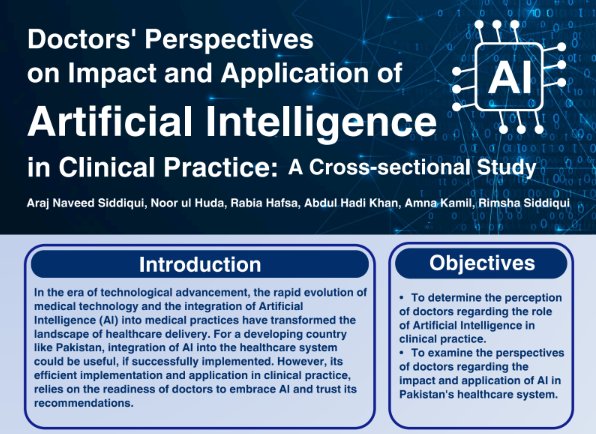 Doctors' Perspectives
on Impact and Application of
AI
Artificial Intelligence
in Clinical Practice: A Cross-sectional Study
Araj Naveed Siddiqui, Noor ul Huda, Rabia Hafsa, Abdul Hadi Khan, Amna Kamil, Rimsha Siddiqui
Introduction
In the era of technological advancement, the rapid evolution of
medical technology and the integration of Artificial
Intelligence (AI) into medical practices have transformed the
landscape of healthcare delivery. For a developing country
like Pakistan, integration of AI into the healthcare system
could be useful, if successfully implemented. However, its
efficient implementation and application in clinical practice,
relies on the readiness of doctors to embrace AI and trust its
recommendations.
Objectives
• To determine the perception
of doctors regarding the role
of Artificial Intelligence in
clinical practice.
• To examine the perspectives
of doctors regarding the
impact and application of AI in
Pakistan's healthcare system.